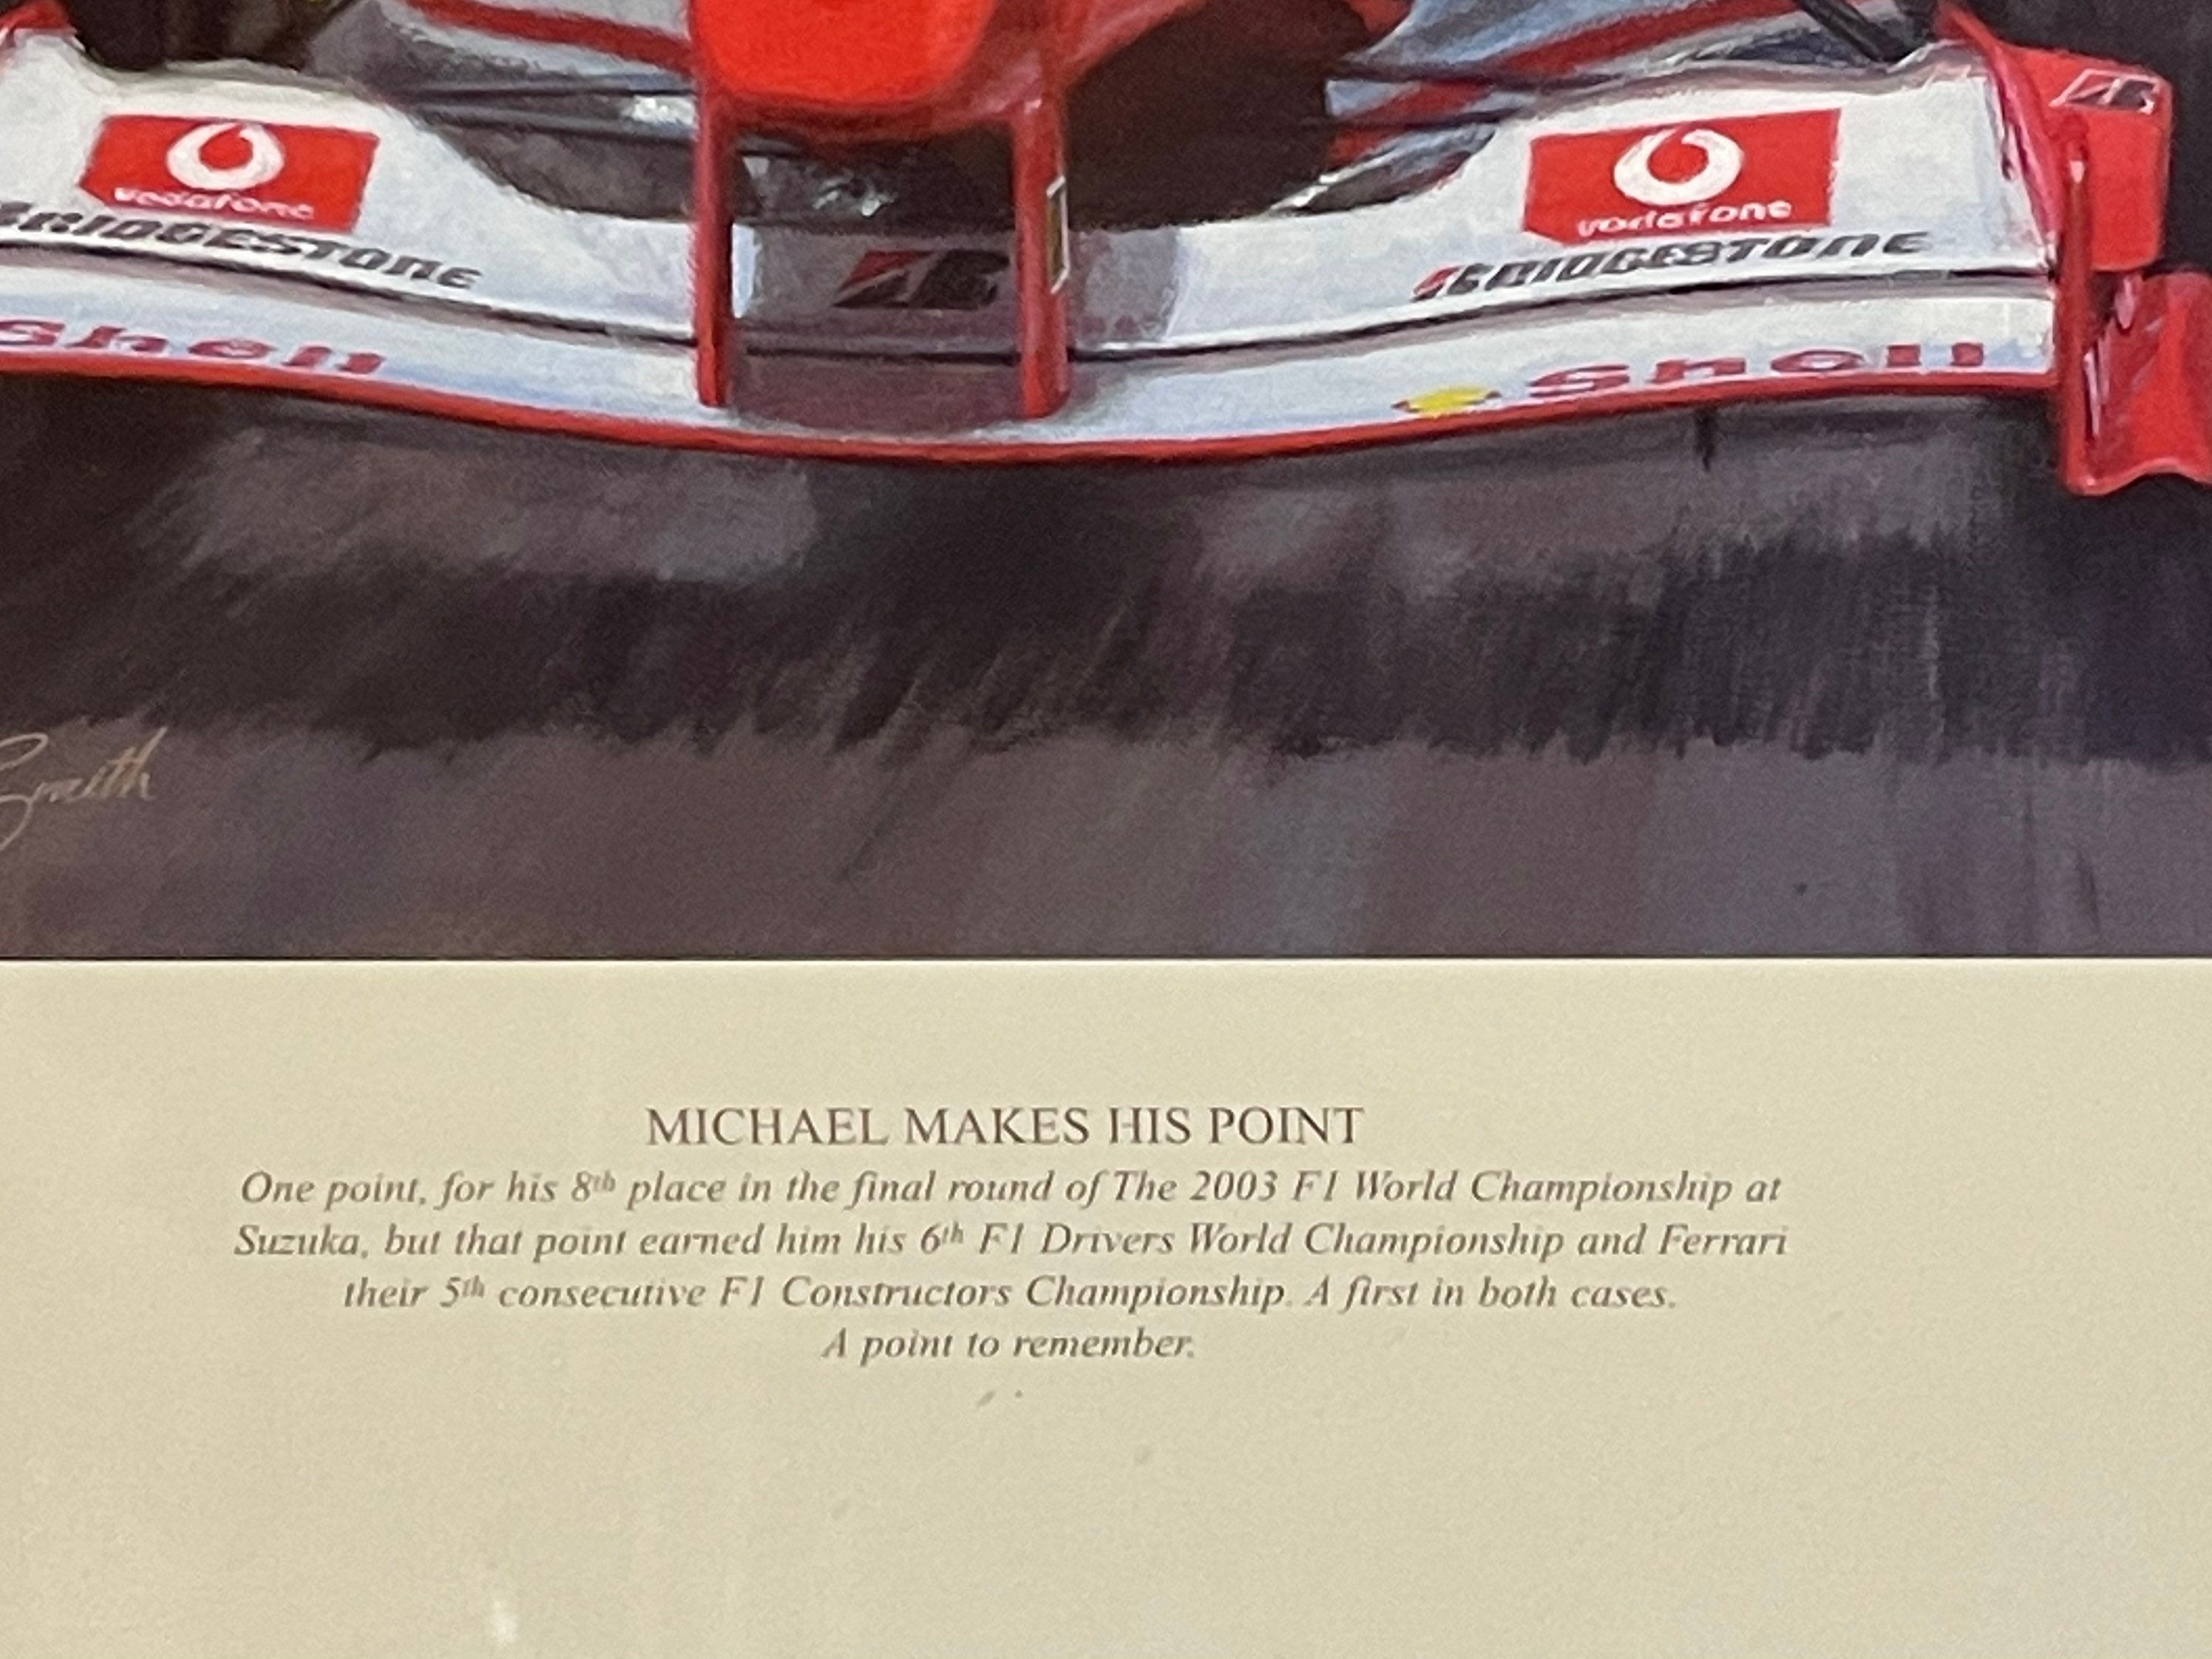 vodafone
vodafone
BRIDGESTONE
BRIDGESTONE
B
Shell
Shell
Smith
MICHAEL MAKES HIS POINT
One point, for his 8th place in the final round of The 2003 F1 World Championship at
Suzuka, but that point earned him his 6th F1 Drivers World Championship and Ferrari
their 5th consecutive F1 Constructors Championship. A first in both cases.
A point to remember.